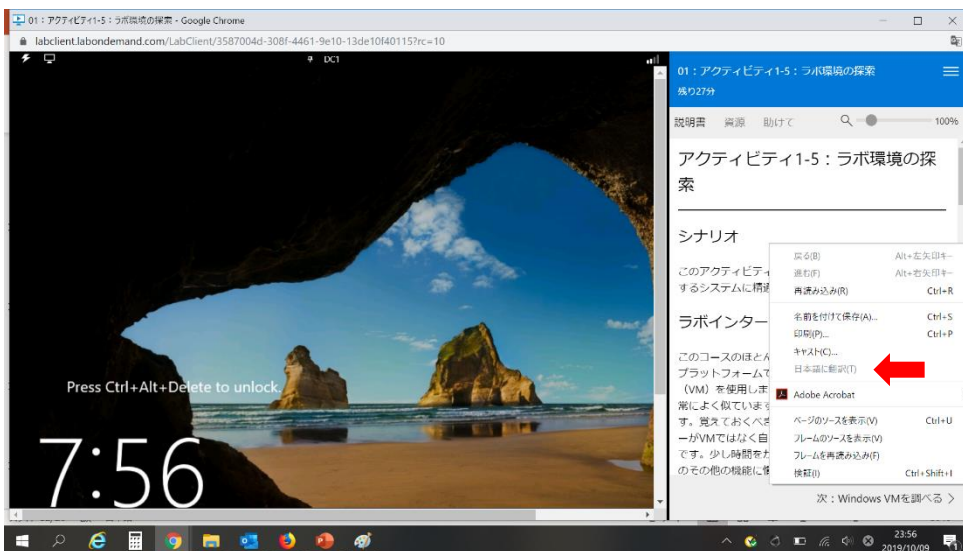 01：アクティビティ1-5：ラボ環境の探索 - Google Chrome
labclient.labondemand.com/LabClient/3587004d-308f-4461-9e10-13de10f40115?rc=10
DC1
Press Ctrl+Alt+Delete to unlock.
7:56
01：アクティビティ1-5：ラボ環境の探索
残り27分
説明書 資源 助けて 100%
アクティビティ1-5：ラボ環境の探
索
シナリオ
このアクティビティ
するシステムに精通
ラボインター
このコースのほとん
プラットフォームで
（VM）を使用しま
常によく似ています
す。覚えておくべき
ーがVMではなく自
です。少し時間をか
のその他の機能に慣
戻る(B) Alt+左矢印キー
進む(F) Alt+右矢印キー
再読み込み(R) Ctrl+R
名前を付けて保存(A)... Ctrl+S
印刷(P)... Ctrl+P
キャスト(C)...
日本語に翻訳(T)
Adobe Acrobat
ページのソースを表示(V) Ctrl+U
フレームのソースを表示(V)
フレームを再読み込み(F)
検証(I) Ctrl+Shift+I
次：Windows VMを調べる
23:56
2019/10/09